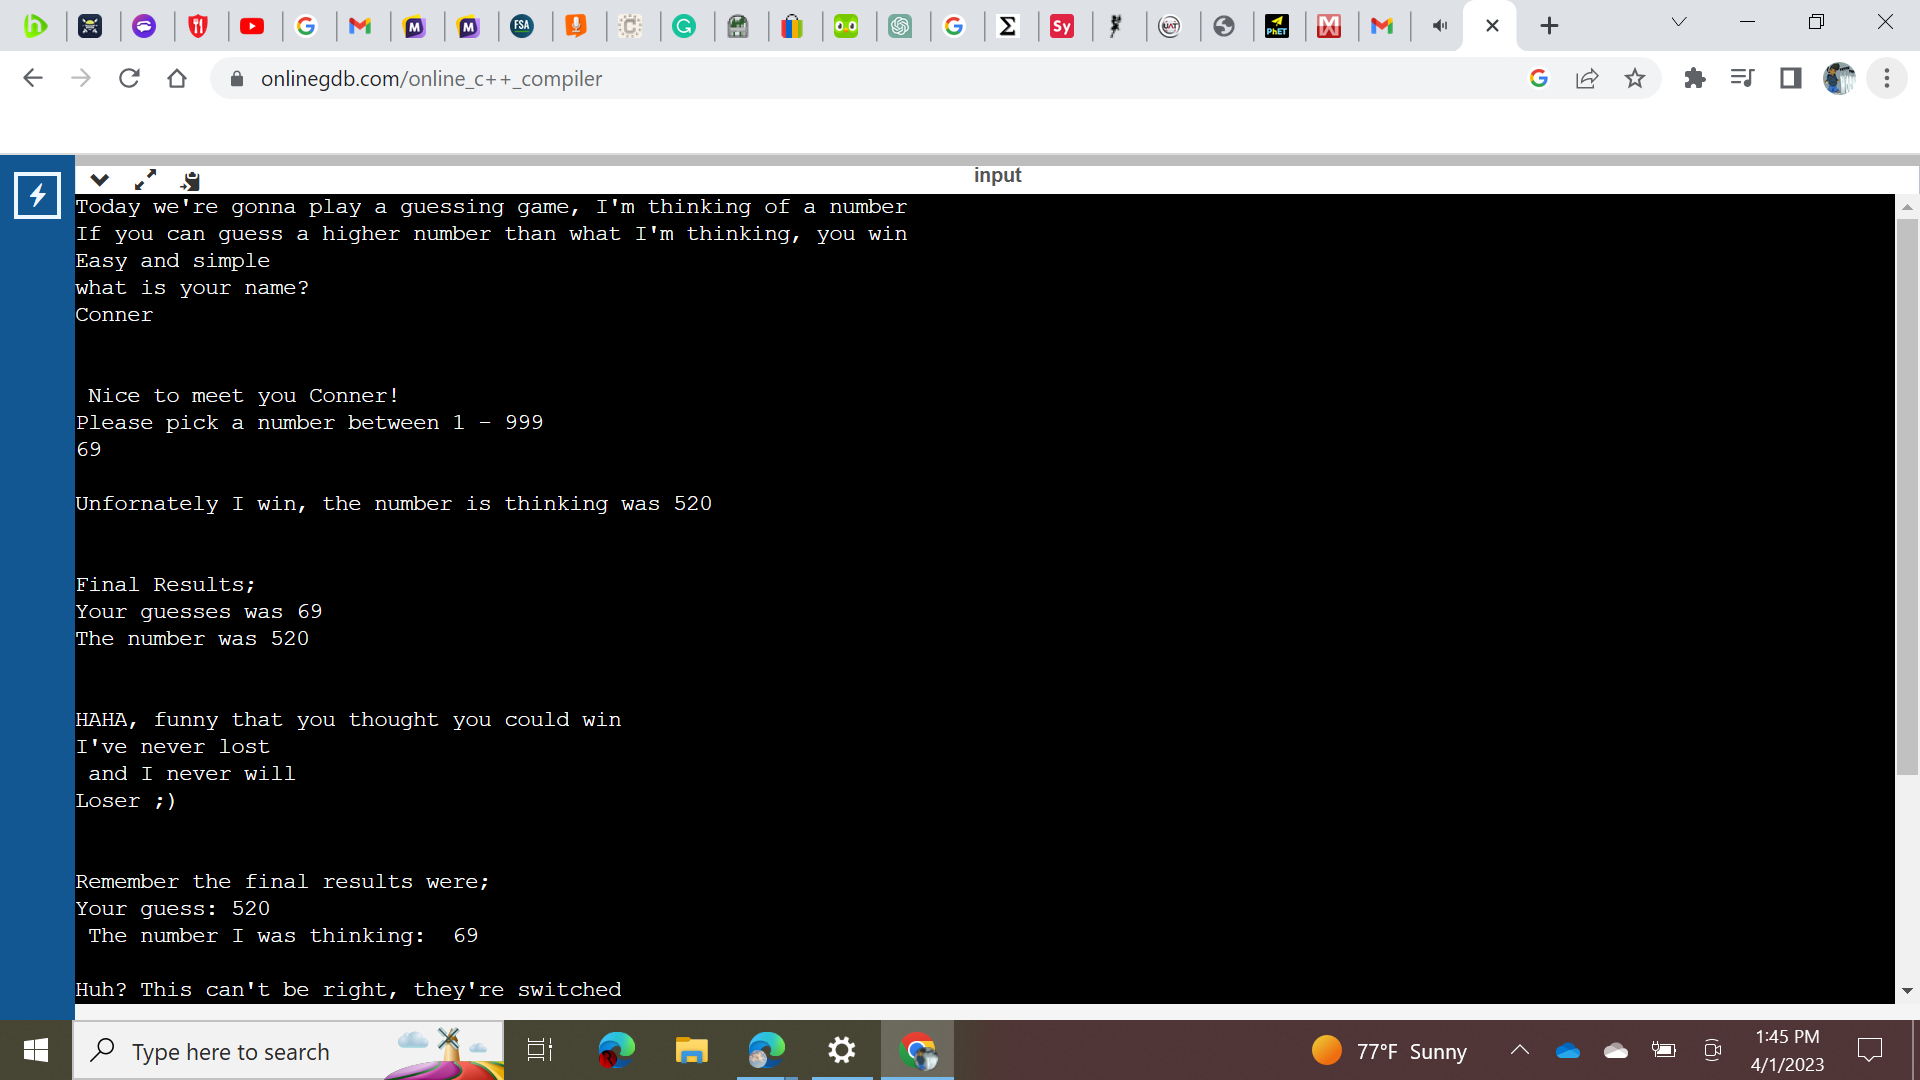 FSA
Sy
UAT
PhET
onlinegdb.com/online_c++_compiler
input
Today we're gonna play a guessing game, I'm thinking of a number
If you can guess a higher number than what I'm thinking, you win
Easy and simple
what is your name?
Conner
Nice to meet you Conner!
Please pick a number between 1 - 999
69
Unfornately I win, the number is thinking was 520
Final Results;
Your guesses was 69
The number was 520
HAHA, funny that you thought you could win
I've never lost
and I never will
Loser ;)
Remember the final results were;
Your guess: 520
The number I was thinking:  69
Huh? This can't be right, they're switched
Type here to search
77°F Sunny
1:45 PM
4/1/2023